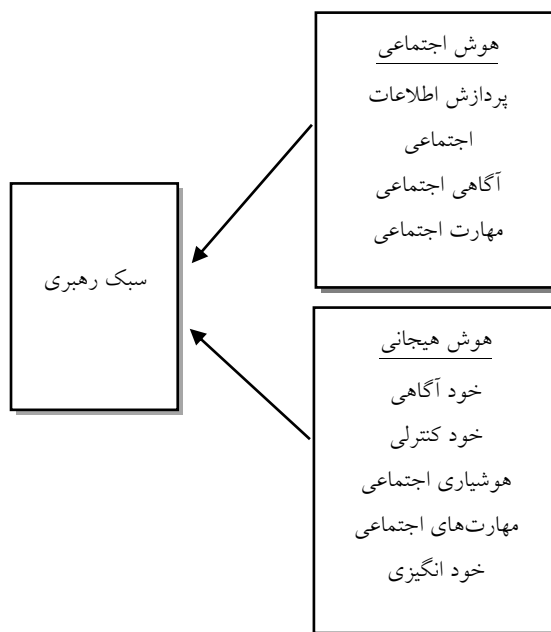 هوش اجتماعی
پردازش اطلاعات
اجتماعی
آگاهی اجتماعی
مهارت اجتماعی
سبک رهبری
هوش هیجانی
خود آگاهی
خود کنترلی
هوشیاری اجتماعی
مهارت‌های اجتماعی
خود انگیزی